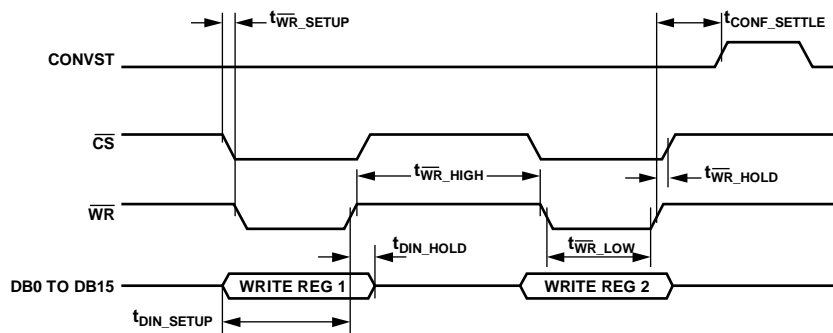 tWR_SETUP
tCONF_SETTLE
CONVST
CS
tWR_HIGH
tWR_HOLD
WR
tDIN_HOLD
tWR_LOW
DB0 TO DB15
WRITE REG 1
WRITE REG 2
tDIN_SETUP